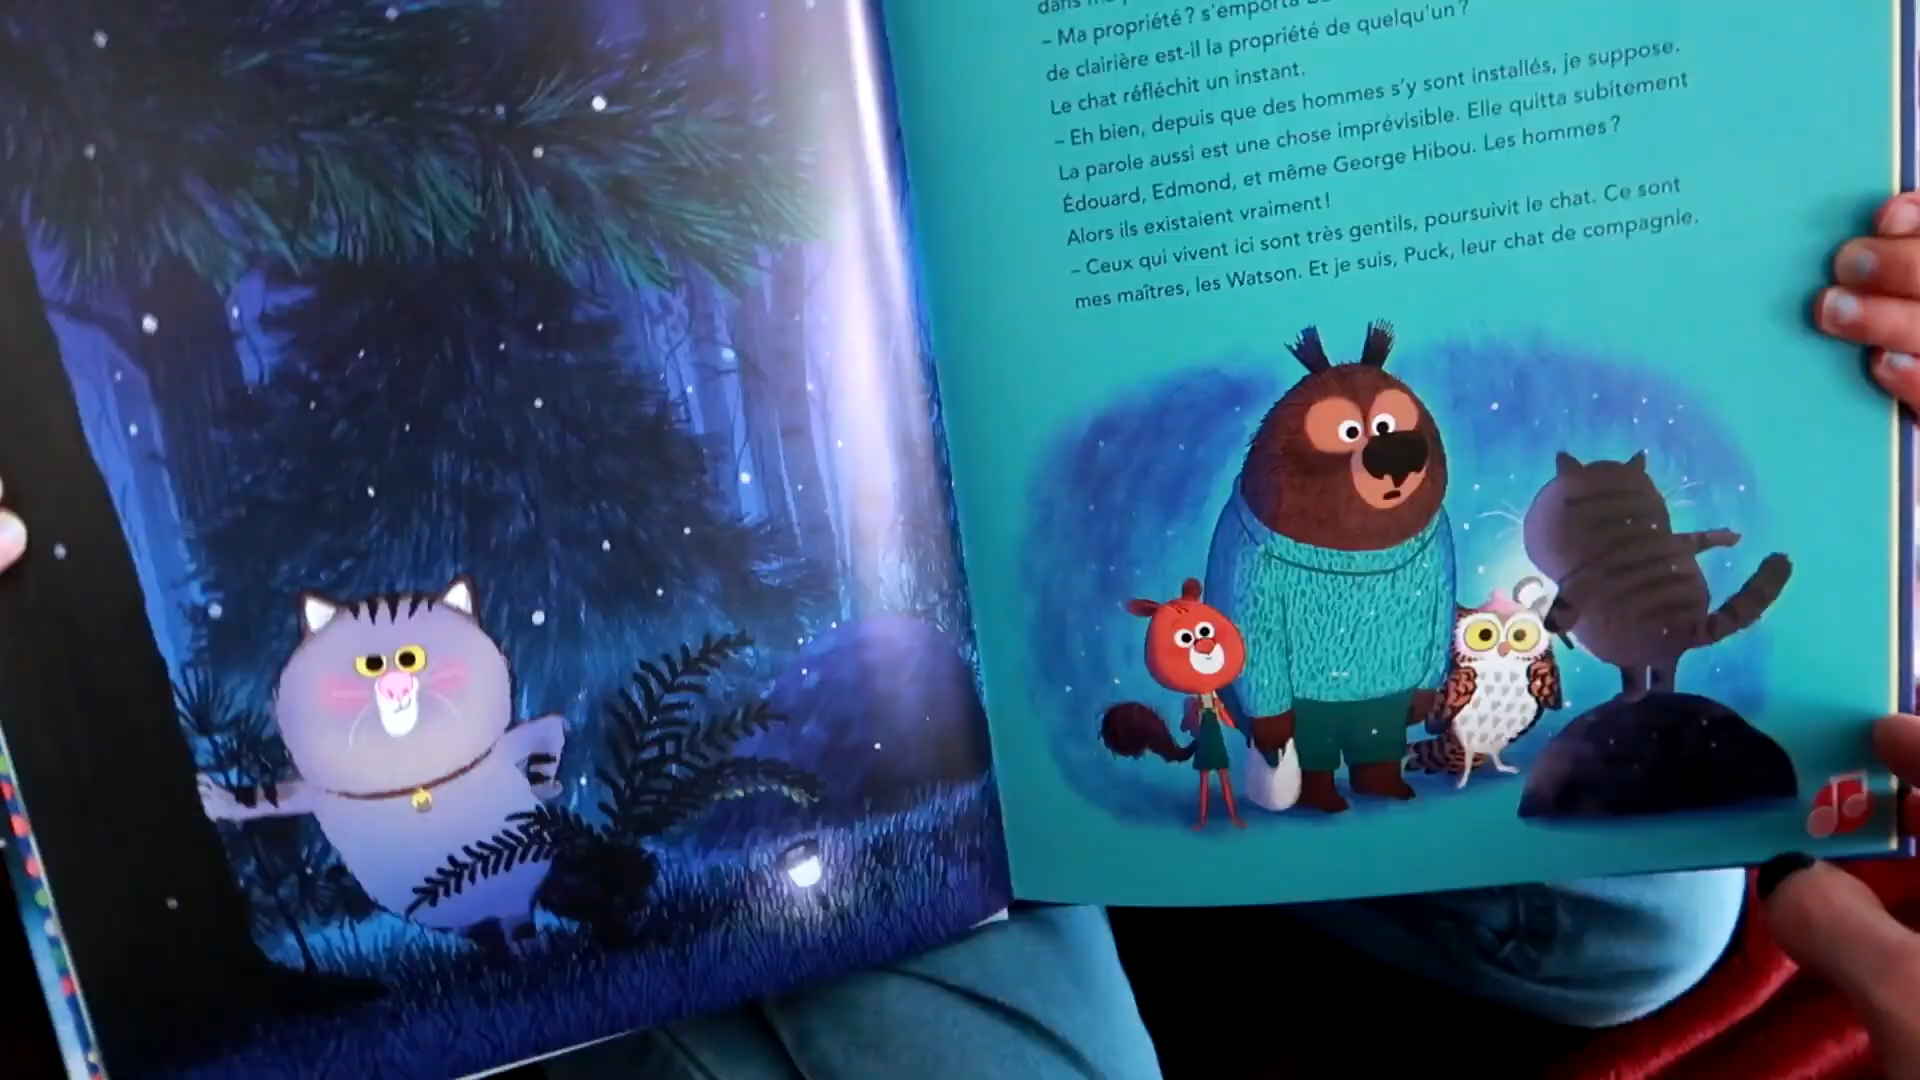 dans
– Ma propriété ? s'emporta
de clairière est-il la propriété de quelqu'un ?
Le chat réfléchit un instant.
– Eh bien, depuis que des hommes s'y sont installés, je suppose.
La parole aussi est une chose imprévisible. Elle quitta subitement
Édouard, Edmond, et même George Hibou. Les hommes ?
Alors ils existaient vraiment !
– Ceux qui vivent ici sont très gentils, poursuivit le chat. Ce sont
mes maîtres, les Watson. Et je suis, Puck, leur chat de compagnie.